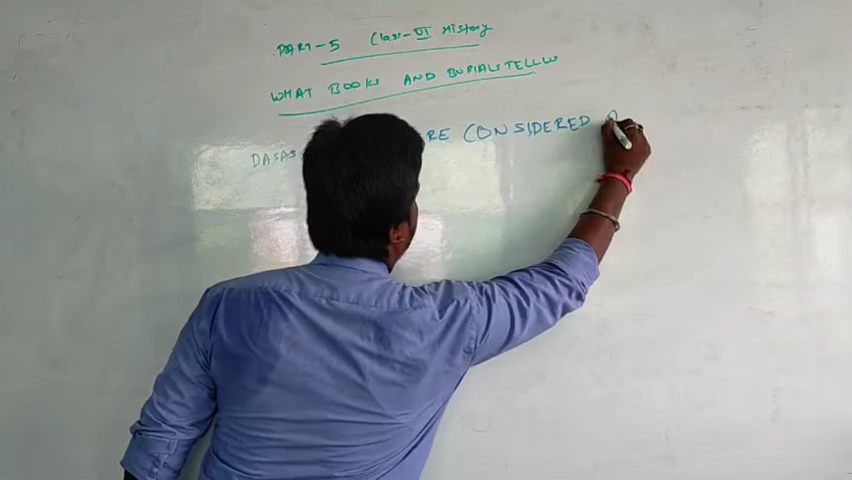 PART-5 Class-VI History
WHAT BOOKS AND BURIALS TELL US
DASAS RE CONSIDERED